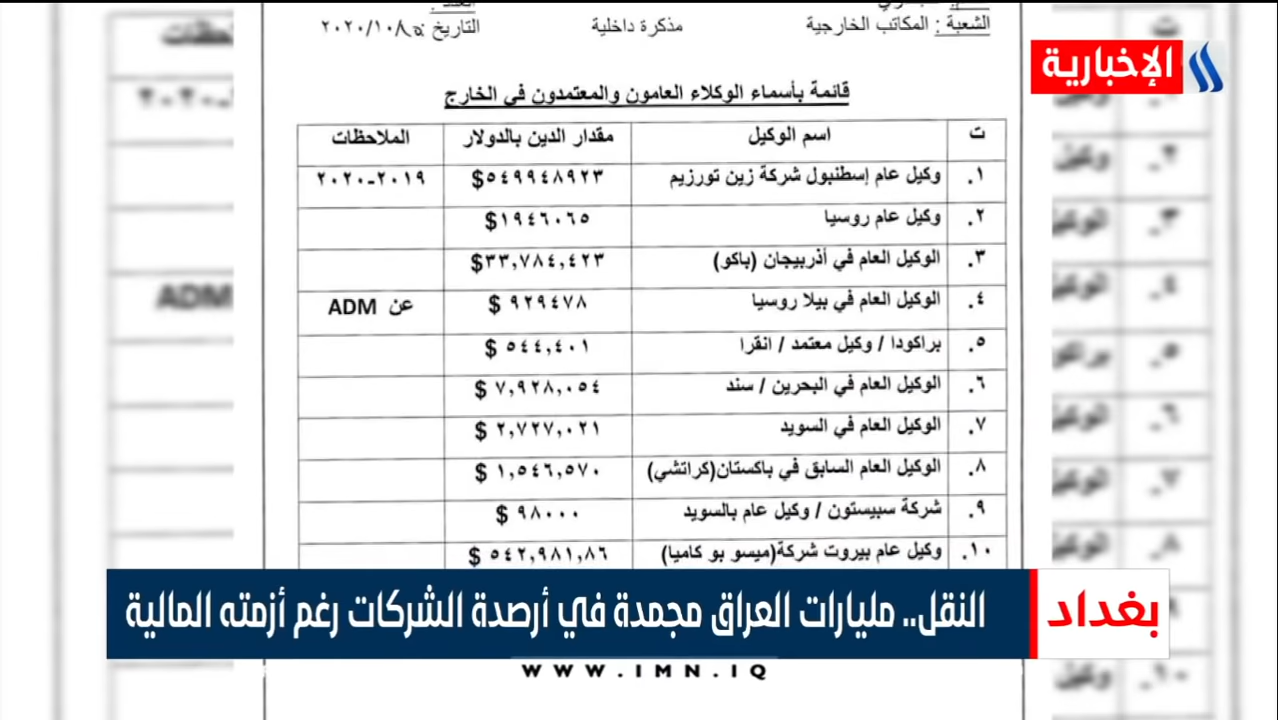 الشعبة : المكاتب الخارجية مذكرة داخلية التاريخ ٢٠٢٠/١٠٨٥
الإخبارية
قائمة بأسماء الوكلاء العامون والمعتمدون في الخارج
ت اسم الوكيل مقدار الدين بالدولار الملاحظات
١. وكيل عام إسطنبول شركة زين تورزيم ٥٤٩٩٤٨٩٢٣$ ٢٠١٩-٢٠٢٠
٢. وكيل عام روسيا ١٩٤٦٠٦٥ $
٣. الوكيل العام في أذربيجان (باكو) ٣٣,٧٨٤,٤٢٣$
٤. الوكيل العام في بيلا روسيا ٩٢٩٤٧٨ $ عن ADM
٥. براكودا / وكيل معتمد / انقرا ٥٤٤,٤٠١ $
٦. الوكيل العام في البحرين / سند ٧,٩٢٨,٠٥٤ $
٧. الوكيل العام في السويد ٢,٧٢٧,٠٢١ $
٨. الوكيل العام السابق في باكستان(كراتشي) ١,٥٤٦,٥٧٠ $
٩. شركة سبيستون / وكيل عام بالسويد ٩٨٠٠٠ $
١٠. وكيل عام بيروت شركة(ميسو بو كاميا) ٥٤٢,٩٨١,٨٦ $
بغداد
النقل.. مليارات العراق مجمدة في أرصدة الشركات رغم أزمته المالية
WWW.IMN.IQ